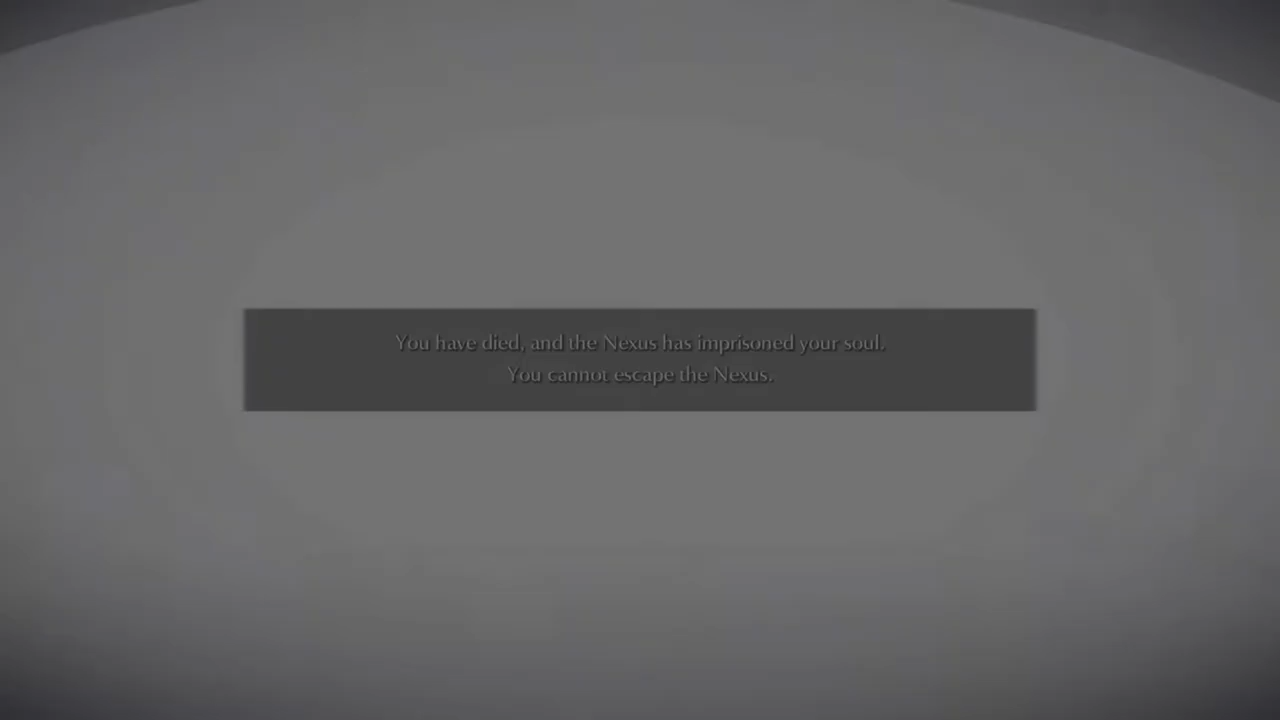 You have died, and the Nexus has imprisoned your soul.
You cannot escape the Nexus.